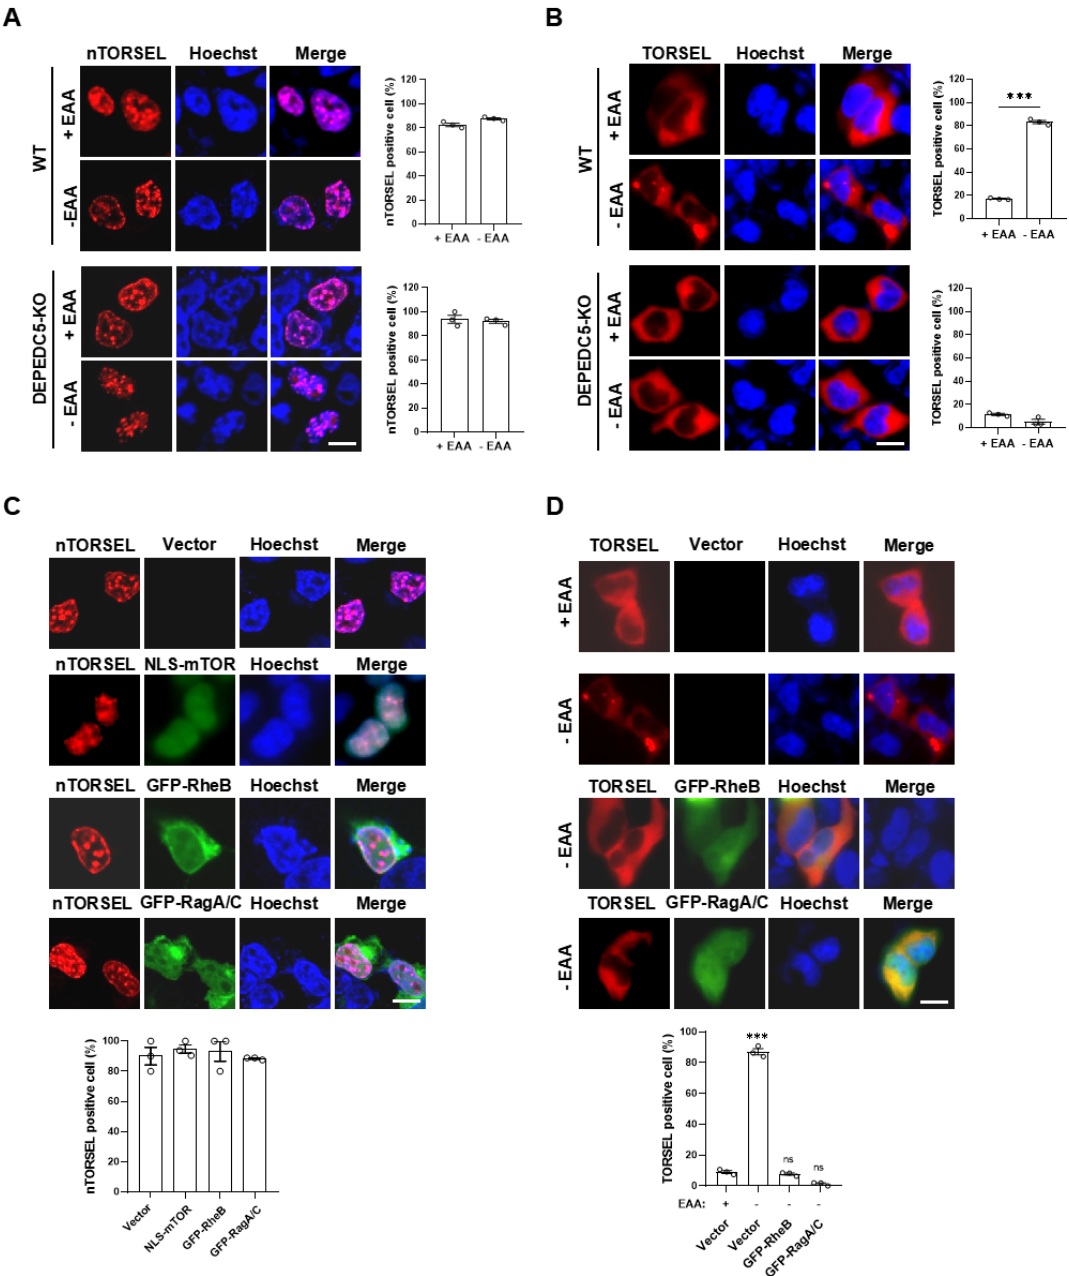 A
nTORSEL Hoechst Merge
WT
+ EAA
- EAA
DEPEDC5-KO
+ EAA
- EAA
nTORSEL positive cell (%)
120
100
80
60
40
20
0
+ EAA - EAA
nTORSEL positive cell (%)
120
100
80
60
40
20
0
+ EAA - EAA
B
TORSEL Hoechst Merge
WT
+ EAA
- EAA
DEPEDC5-KO
+ EAA
- EAA
TORSEL positive cell (%)
120
100
80
60
40
20
0
***
+ EAA - EAA
TORSEL positive cell (%)
120
100
80
60
40
20
0
+ EAA - EAA
C
nTORSEL Vector Hoechst Merge
nTORSEL NLS-mTOR Hoechst Merge
nTORSEL GFP-RheB Hoechst Merge
nTORSEL GFP-RagA/C Hoechst Merge
nTORSEL positive cell (%)
100
80
60
40
20
0
Vector
NLS-mTOR
GFP-RheB
GFP-RagA/C
D
TORSEL Vector Hoechst Merge
+ EAA
- EAA
TORSEL GFP-RheB Hoechst Merge
- EAA
TORSEL GFP-RagA/C Hoechst Merge
- EAA
TORSEL positive cell (%)
100
80
60
40
20
0
***
ns
ns
EAA: + - - -
Vector
Vector
GFP-RheB
GFP-RagA/C